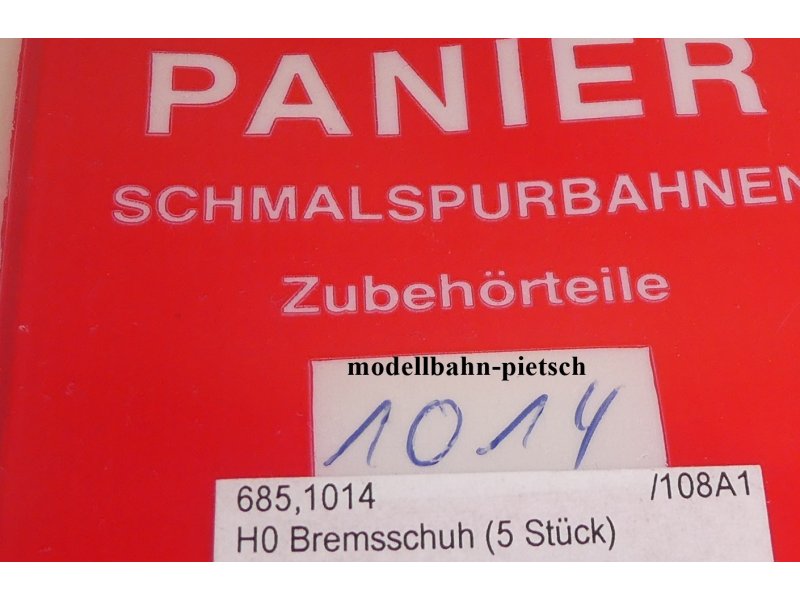 PANIER
SCHMALSPURBAHNEN
Zubehörteile
modellbahn-pietsch
1014
685,1014 /108A1
H0 Bremsschuh (5 Stück)